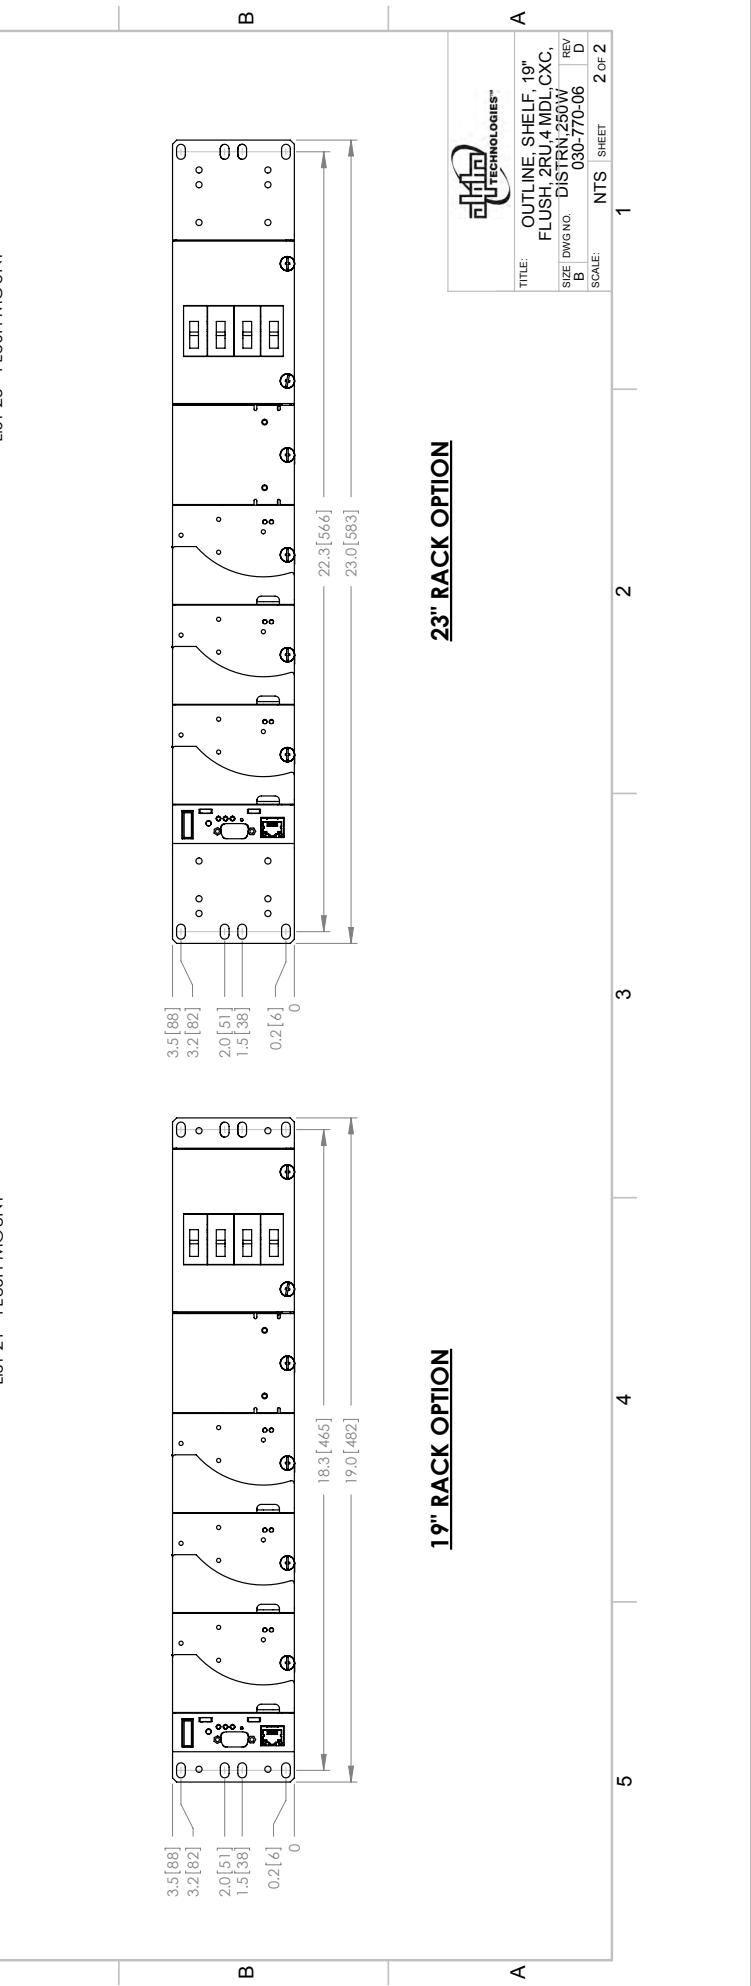 B
A
3.5 [88]
3.2 [82]
2.0 [51]
1.5 [38]
0.2 [6]
0
18.3 [465]
19.0 [482]
19" RACK OPTION
3.5 [88]
3.2 [82]
2.0 [51]
1.5 [38]
0.2 [6]
0
22.3 [566]
23.0 [583]
23" RACK OPTION
TECHNOLOGIES™
TITLE:
OUTLINE, SHELF, 19"
FLUSH, 2RU,4 MDL, CXC,
DISTRN,250W
SIZE
B
DWG NO.
030-770-06
REV
D
SCALE:
NTS
SHEET
2 OF 2
5
4
3
2
1
B
A